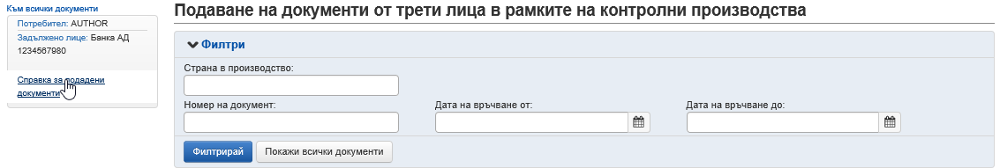 Към всички документи
Потребител: AUTHOR
Задължено лице: Банка АД
1234567980
Справка за подадени
документи
Подаване на документи от трети лица в рамките на контролни производства
Филтри
Страна в производство:
Номер на документ:
Дата на връчване от:
Дата на връчване до:
Филтрирай
Покажи всички документи